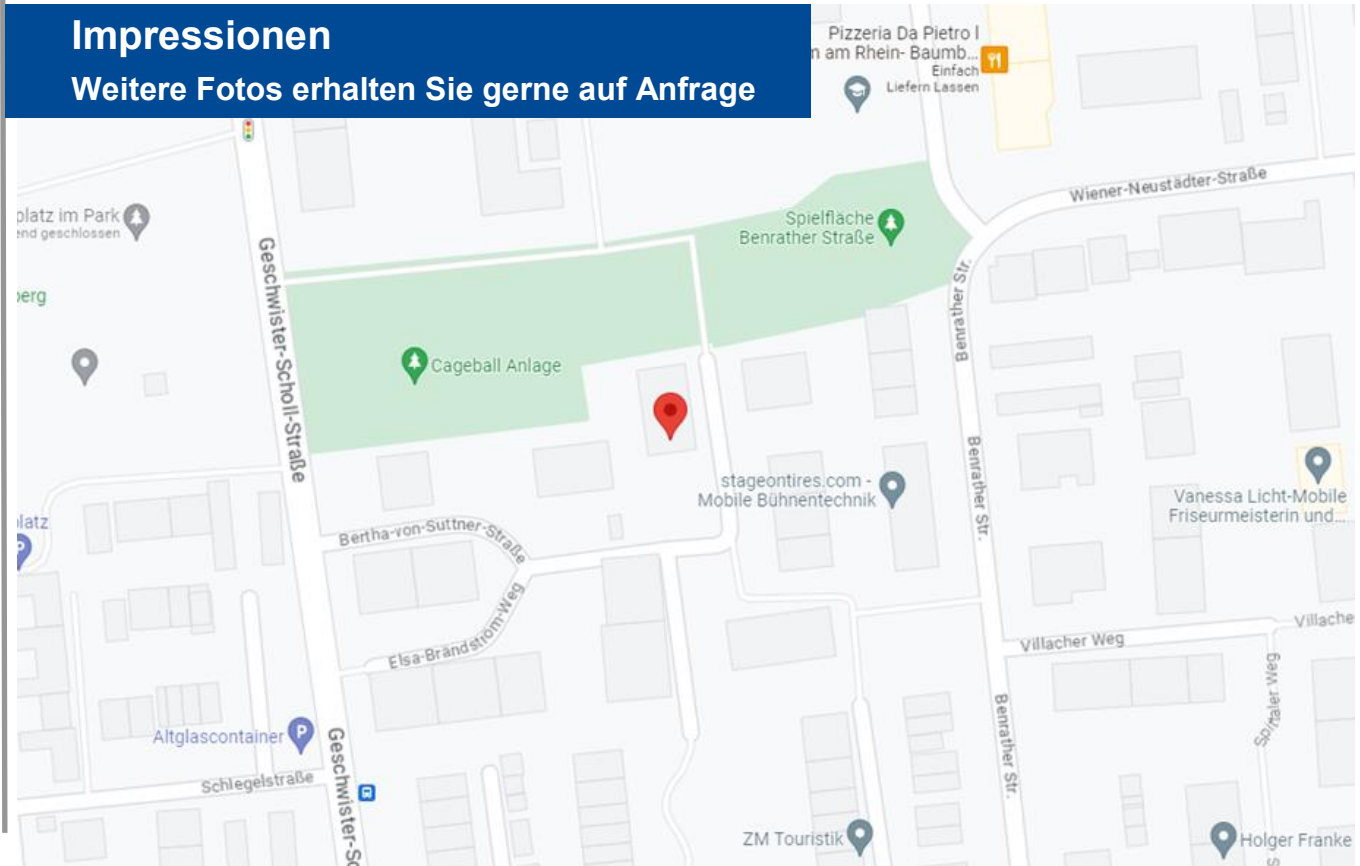 Impressionen
Weitere Fotos erhalten Sie gerne auf Anfrage
Pizzeria Da Pietro I
am Rhein- Baumb...
Einfach
Liefern Lassen
Wiener-Neustädter-Straße
platz im Park
end geschlossen
Spielfläche
Benrather Straße
Geschwister-Scholl-Straße
Benrather Str.
berg
Cageball Anlage
Benrather Str.
stageontires.com -
Mobile Bühnentechnik
Vanessa Licht-Mobile
Friseurmeisterin und...
latz
P
Bertha-von-Suttner-Straße
Elsa-Brändström-Weg
Villacher Weg
Villache
Spittaler Weg
Benrather Str.
Altglascontainer
P
Geschwister-Sc
Schlegelstraße
ZM Touristik
Holger Franke